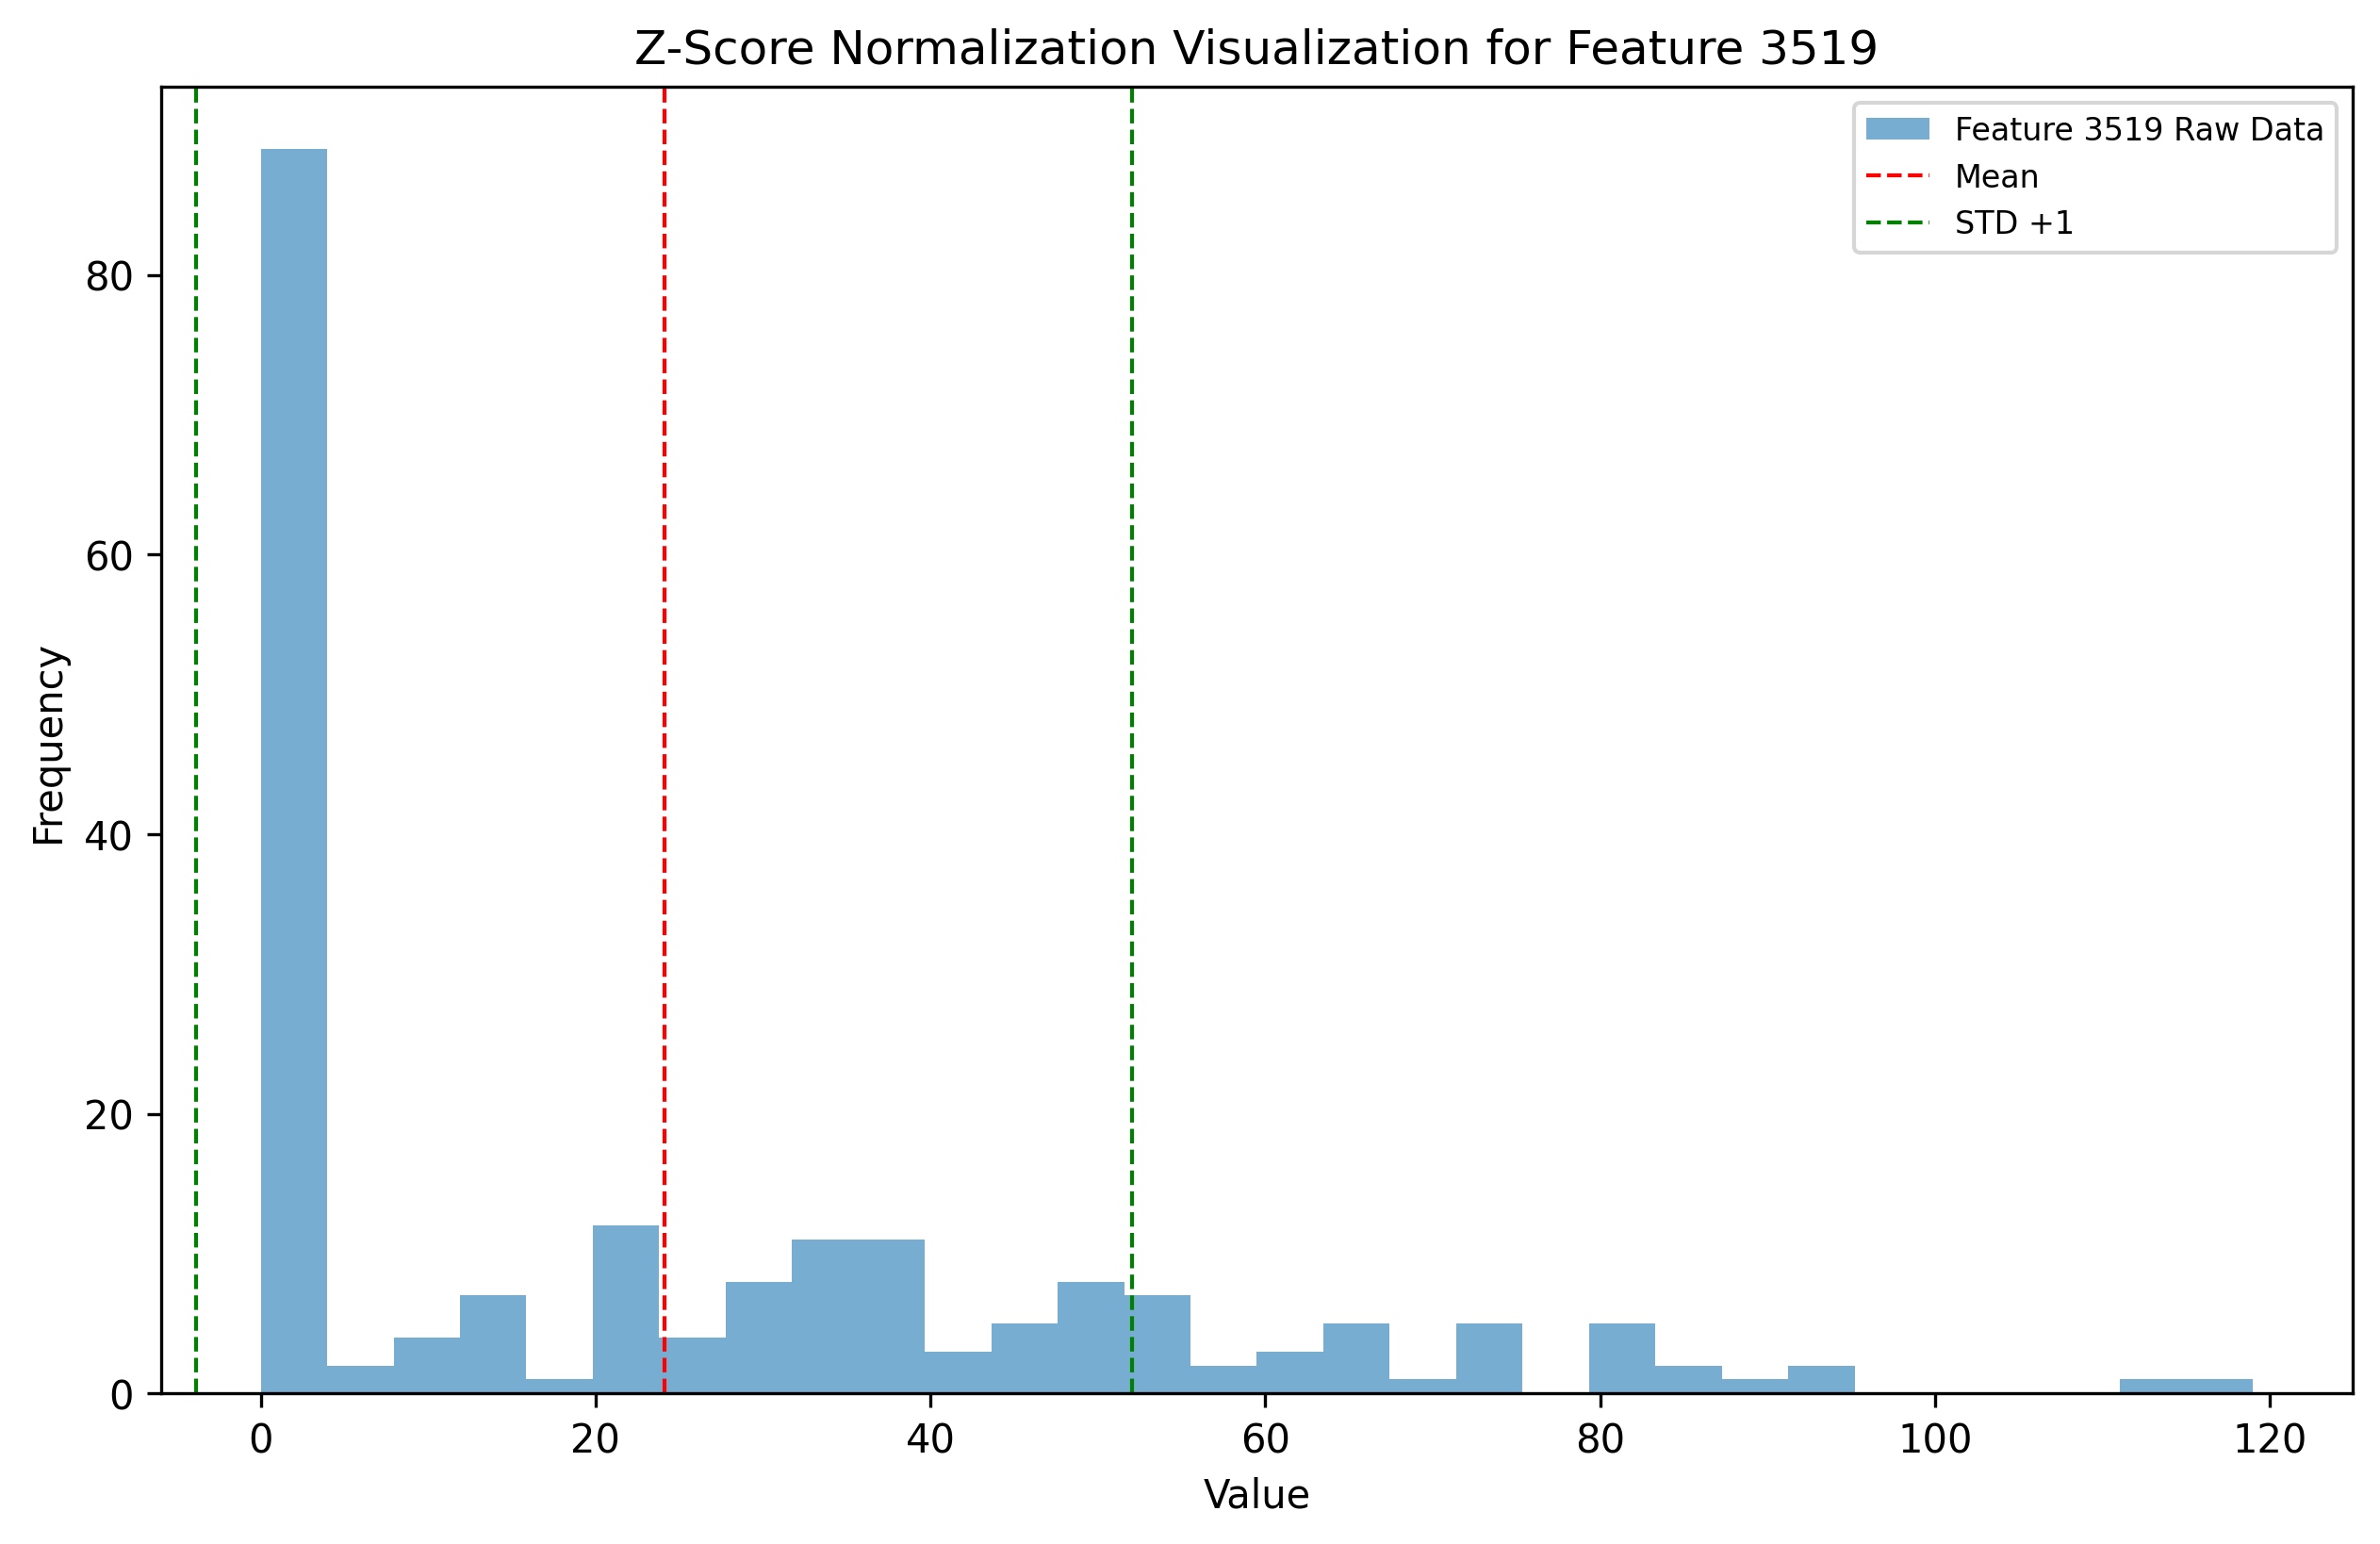 Z-Score Normalization Visualization for Feature 3519
Feature 3519 Raw Data
Mean
STD +1
Frequency
80
60
40
20
0
0 20 40 60 80 100 120
Value